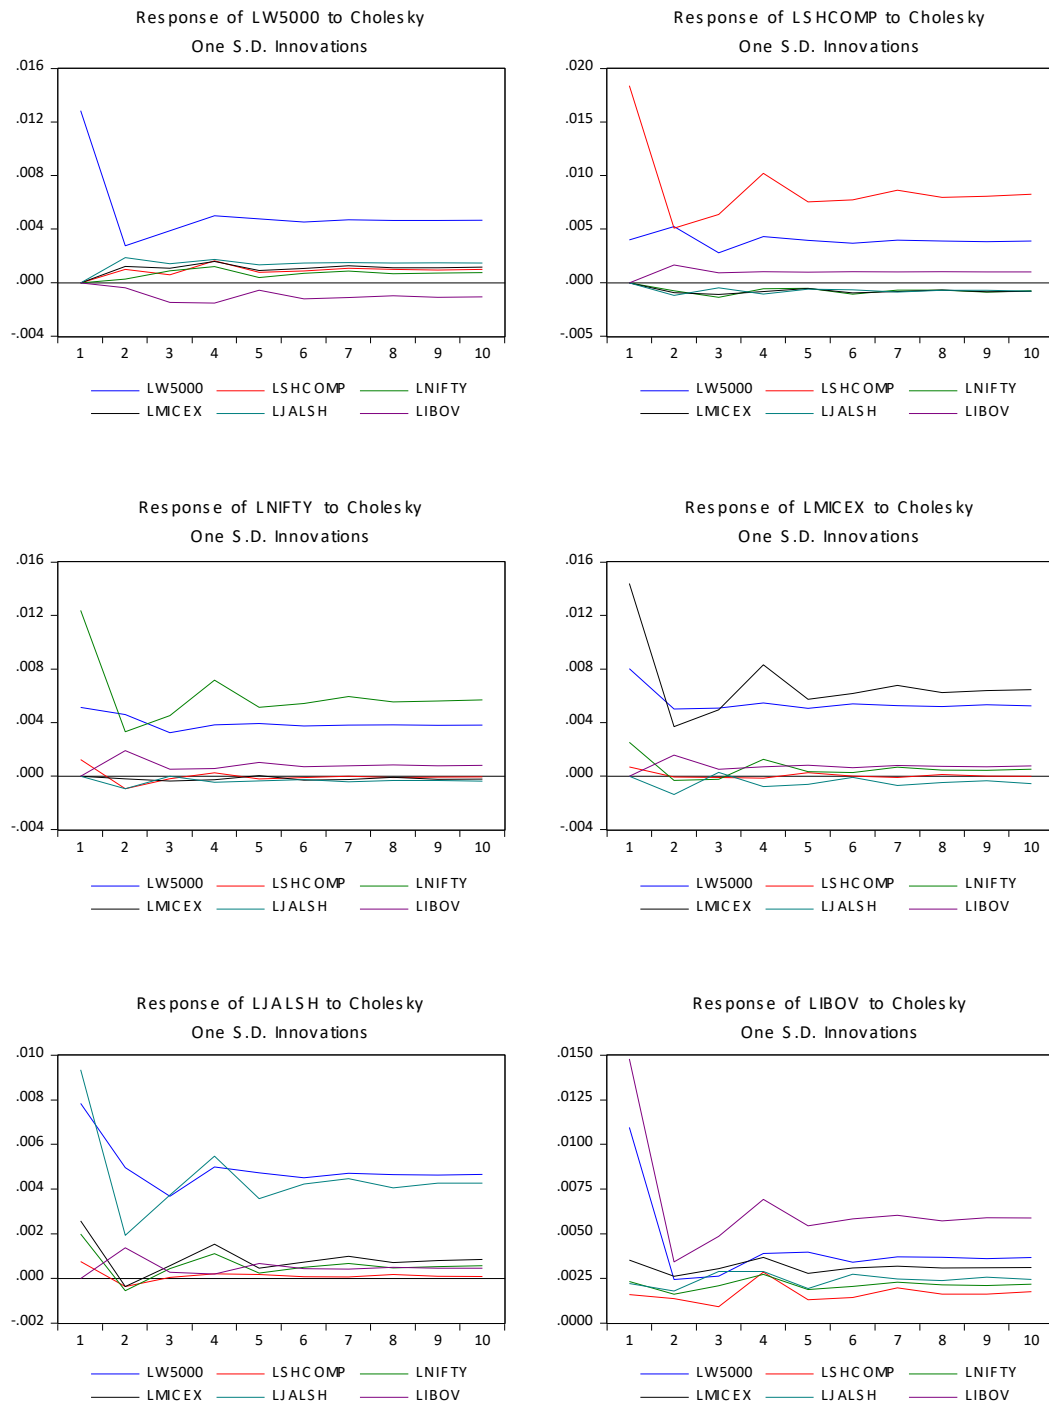 Response of LW5000 to Cholesky
One S.D. Innovations
.016
.012
.008
.004
.000
-.004
1 2 3 4 5 6 7 8 9 10
LW5000 LSHCOMP LNIFTY
LMICEX LJALSH LIBOV
Response of LSHCOMP to Cholesky
One S.D. Innovations
.020
.015
.010
.005
.000
-.005
1 2 3 4 5 6 7 8 9 10
LW5000 LSHCOMP LNIFTY
LMICEX LJALSH LIBOV
Response of LNIFTY to Cholesky
One S.D. Innovations
.016
.012
.008
.004
.000
-.004
1 2 3 4 5 6 7 8 9 10
LW5000 LSHCOMP LNIFTY
LMICEX LJALSH LIBOV
Response of LMICEX to Cholesky
One S.D. Innovations
.016
.012
.008
.004
.000
-.004
1 2 3 4 5 6 7 8 9 10
LW5000 LSHCOMP LNIFTY
LMICEX LJALSH LIBOV
Response of LJALSH to Cholesky
One S.D. Innovations
.010
.008
.006
.004
.002
.000
-.002
1 2 3 4 5 6 7 8 9 10
LW5000 LSHCOMP LNIFTY
LMICEX LJALSH LIBOV
Response of LIBOV to Cholesky
One S.D. Innovations
.0150
.0125
.0100
.0075
.0050
.0025
.0000
1 2 3 4 5 6 7 8 9 10
LW5000 LSHCOMP LNIFTY
LMICEX LJALSH LIBOV